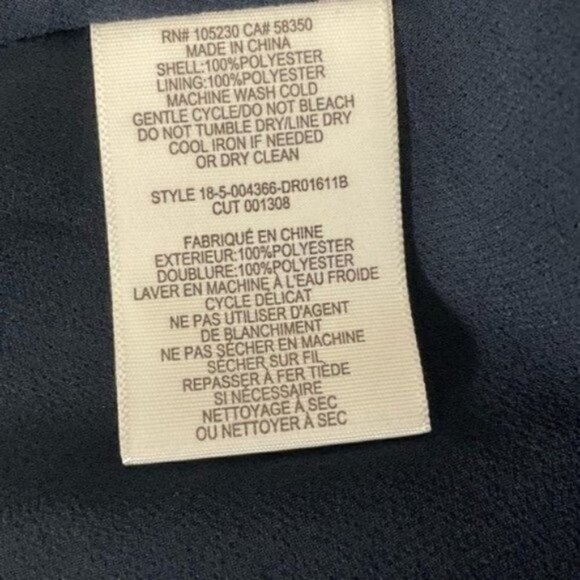 RN# 105230 CA# 58350
MADE IN CHINA
SHELL:100%POLYESTER
LINING:100%POLYESTER
MACHINE WASH COLD
GENTLE CYCLE/DO NOT BLEACH
DO NOT TUMBLE DRY/LINE DRY
COOL IRON IF NEEDED
OR DRY CLEAN
STYLE 18-5-004366-DR01611B
CUT 001308
FABRIQUÉ EN CHINE
EXTERIEUR:100%POLYESTER
DOUBLURE:100%POLYESTER
LAVER EN MACHINE À L'EAU FROIDE
CYCLE DÉLICAT
NE PAS UTILISER D'AGENT
DE BLANCHIMENT
NE PAS SÉCHER EN MACHINE
SÉCHER SUR FIL
REPASSER À FER TIÈDE
SI NÉCESSAIRE
NETTOYAGE À SEC
OU NETTOYER À SEC